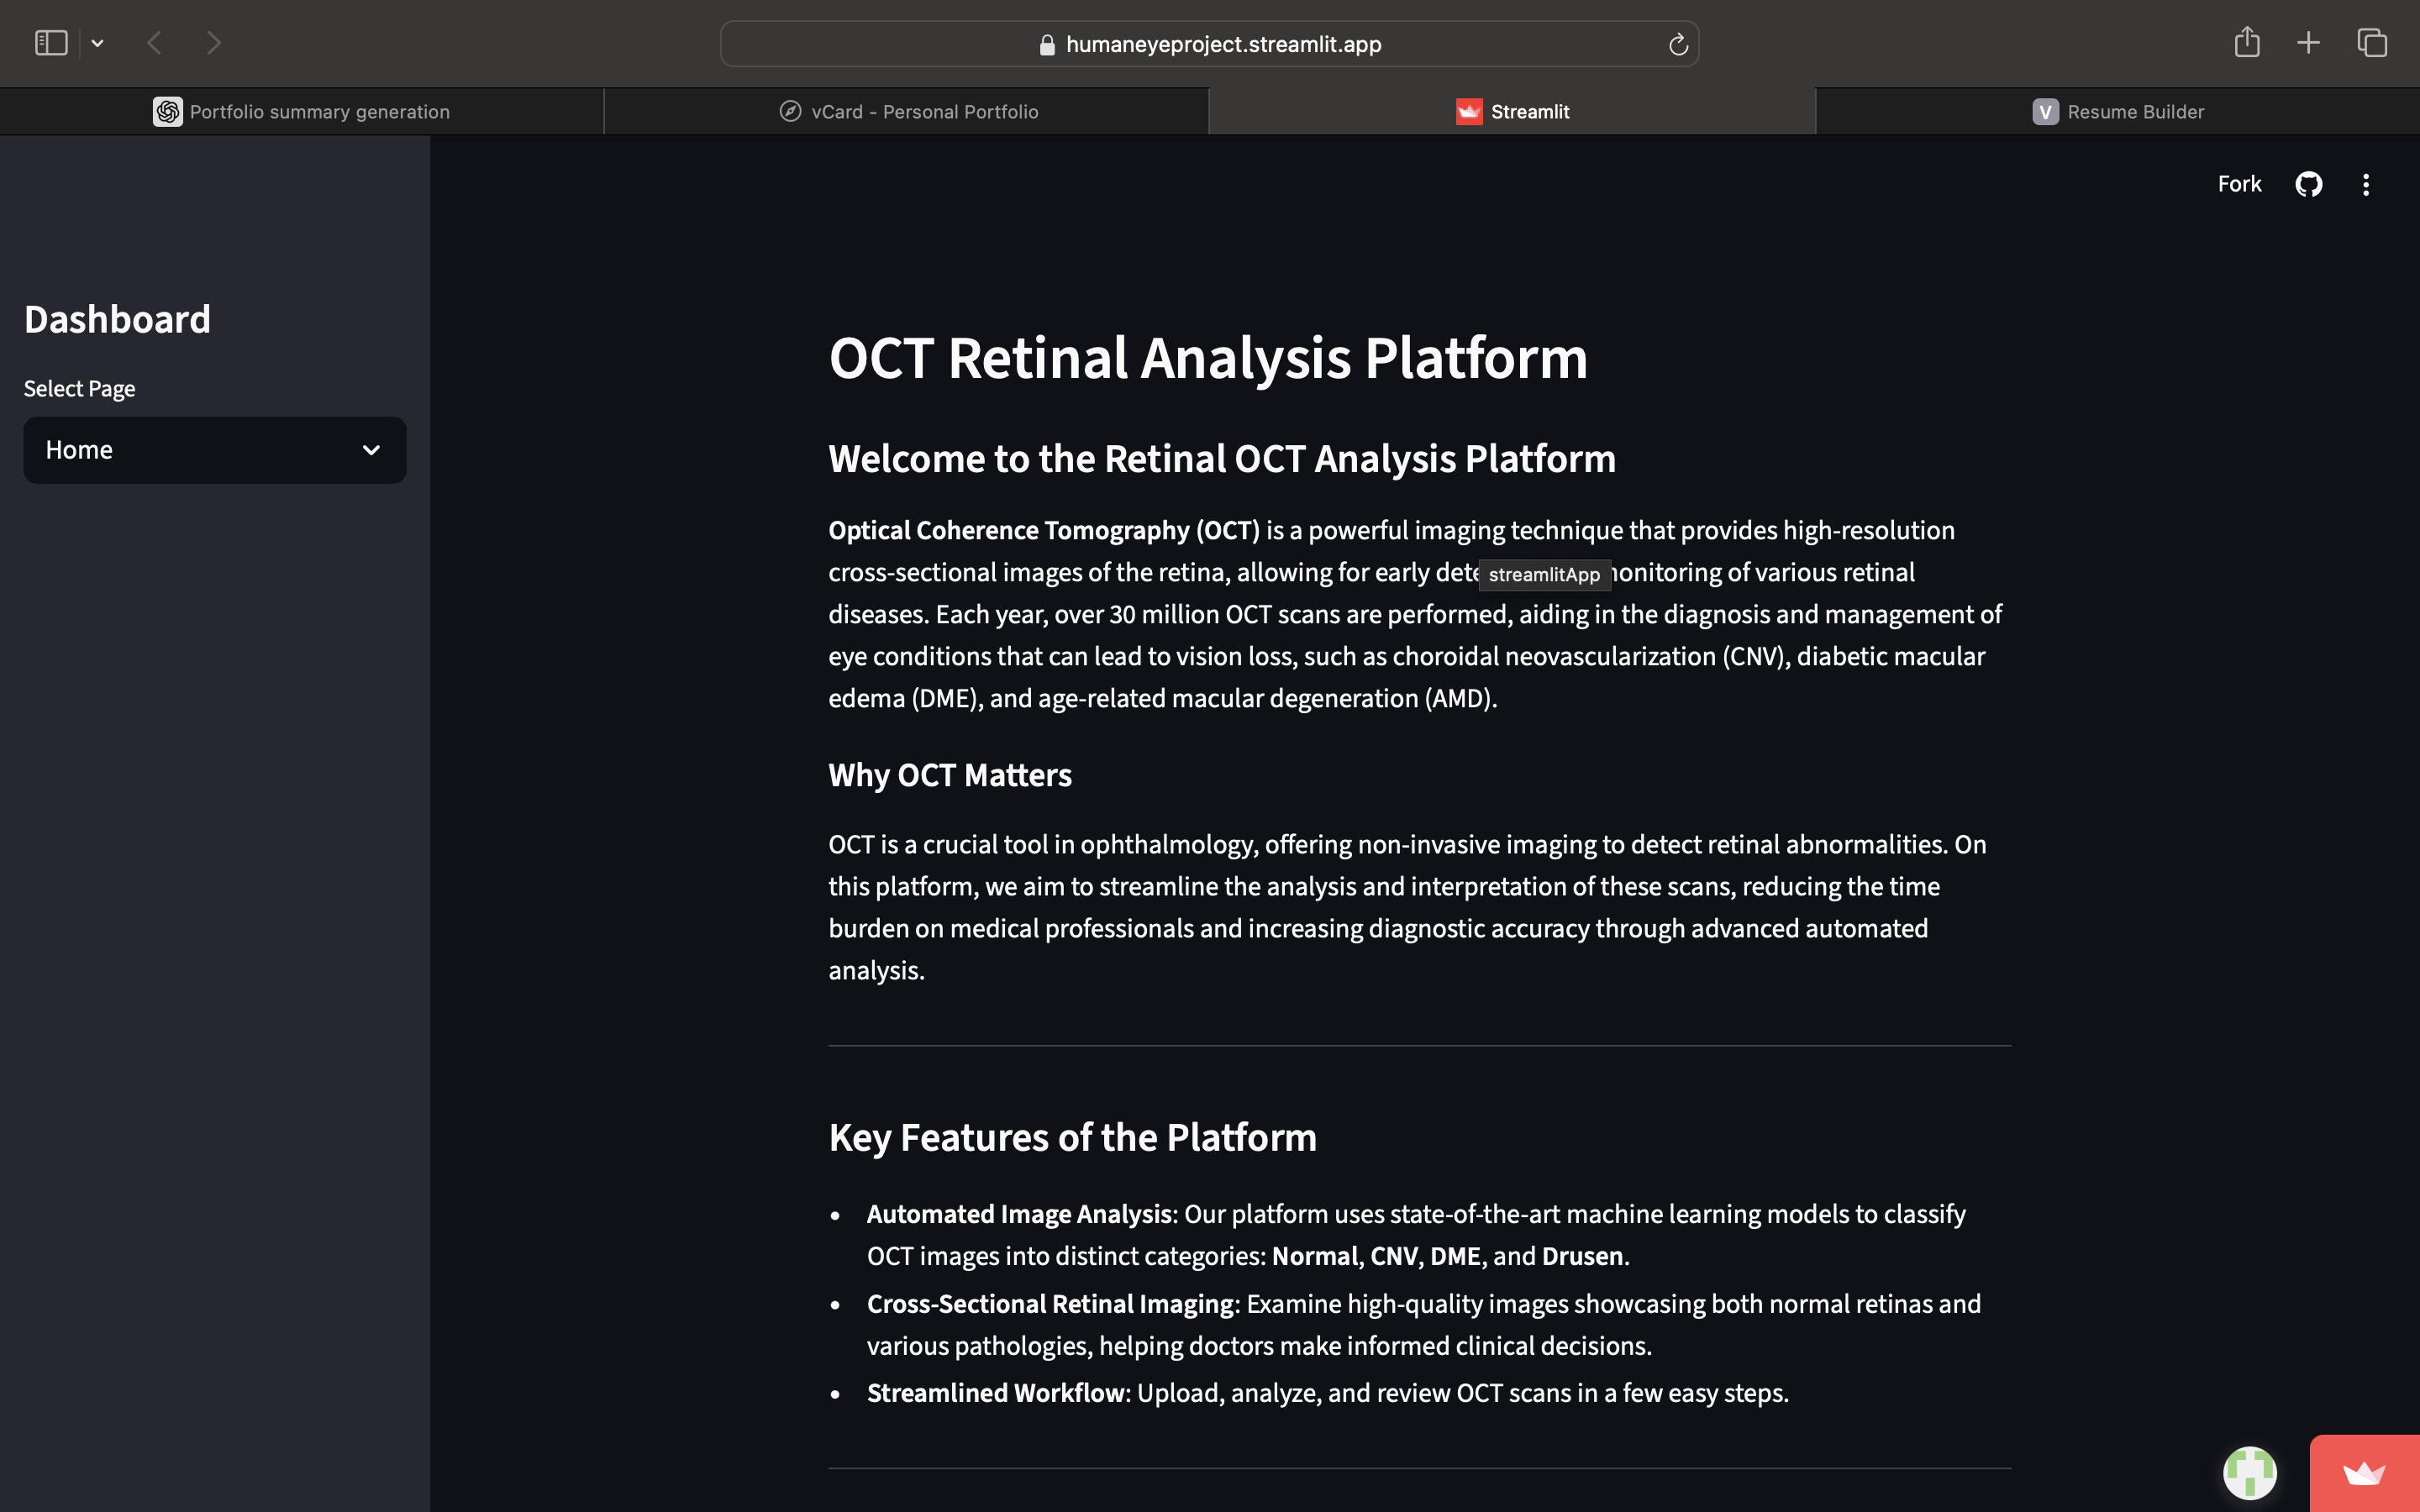 humaneyeproject.streamlit.app
Portfolio summary generation
vCard - Personal Portfolio
Streamlit
V
Resume Builder
Fork
Dashboard
Select Page
Home
OCT Retinal Analysis Platform
Welcome to the Retinal OCT Analysis Platform
Optical Coherence Tomography (OCT) is a powerful imaging technique that provides high-resolution
cross-sectional images of the retina, allowing for early dete streamlitApp onitoring of various retinal
diseases. Each year, over 30 million OCT scans are performed, aiding in the diagnosis and management of
eye conditions that can lead to vision loss, such as choroidal neovascularization (CNV), diabetic macular
edema (DME), and age-related macular degeneration (AMD).
Why OCT Matters
OCT is a crucial tool in ophthalmology, offering non-invasive imaging to detect retinal abnormalities. On
this platform, we aim to streamline the analysis and interpretation of these scans, reducing the time
burden on medical professionals and increasing diagnostic accuracy through advanced automated
analysis.
Key Features of the Platform
• Automated Image Analysis: Our platform uses state-of-the-art machine learning models to classify
OCT images into distinct categories: Normal, CNV, DME, and Drusen.
• Cross-Sectional Retinal Imaging: Examine high-quality images showcasing both normal retinas and
various pathologies, helping doctors make informed clinical decisions.
• Streamlined Workflow: Upload, analyze, and review OCT scans in a few easy steps.